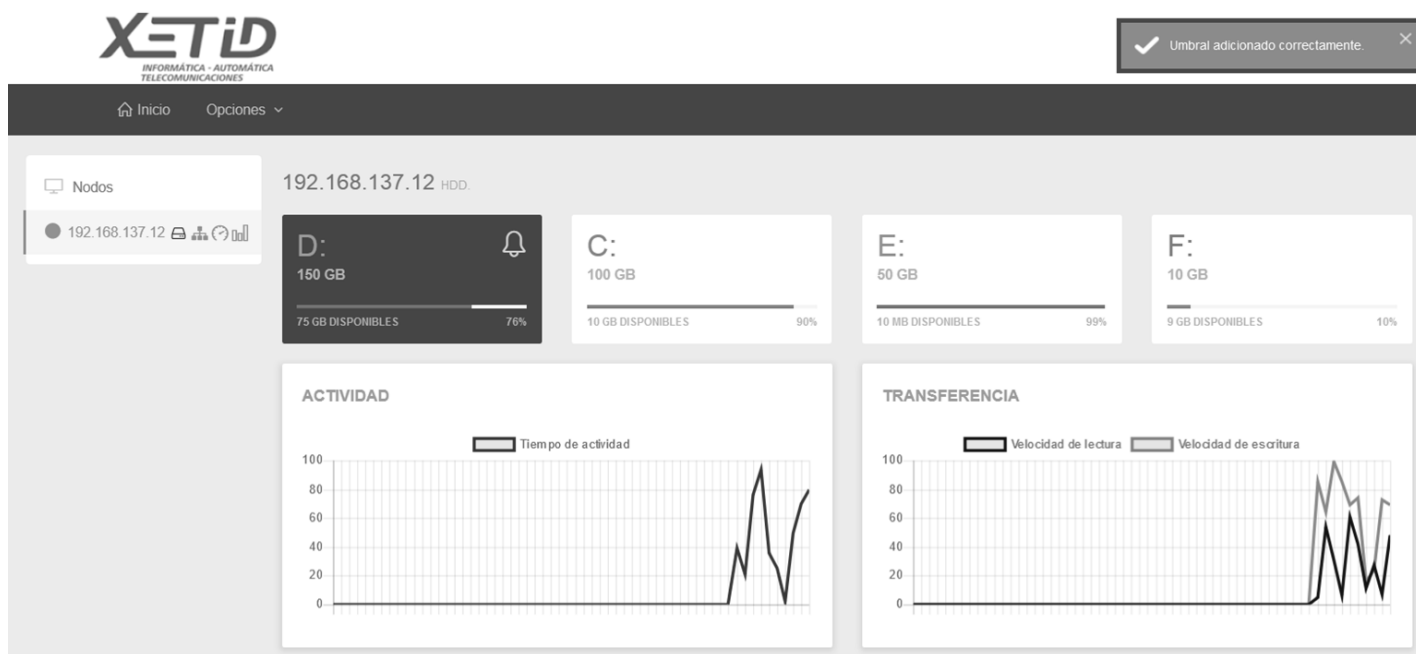 XETID
INFORMÁTICA - AUTOMÁTICA
TELECOMUNICACIONES
Umbral adicionado correctamente.
Inicio Opciones
Nodos
192.168.137.12
192.168.137.12 HDD.
D:
150 GB
75 GB DISPONIBLES 76%
C:
100 GB
10 GB DISPONIBLES 90%
E:
50 GB
10 MB DISPONIBLES 99%
F:
10 GB
9 GB DISPONIBLES 10%
ACTIVIDAD
Tiempo de actividad
100
80
60
40
20
0
TRANSFERENCIA
Velocidad de lectura Velocidad de escritura
100
80
60
40
20
0